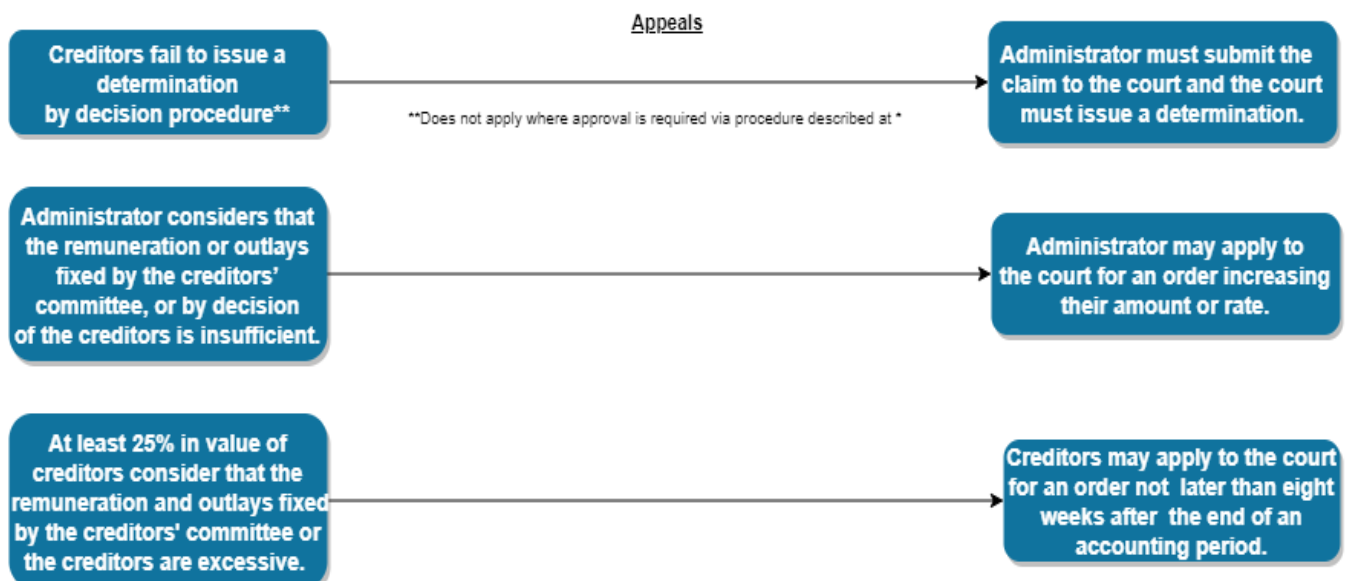 Appeals
Creditors fail to issue a
determination
by decision procedure**
**Does not apply where approval is required via procedure described at *
Administrator must submit the
claim to the court and the court
must issue a determination.
Administrator considers that
the remuneration or outlays
fixed by the creditors’
committee, or by decision
of the creditors is insufficient.
Administrator may apply to
the court for an order increasing
their amount or rate.
At least 25% in value of
creditors consider that the
remuneration and outlays fixed
by the creditors' committee or
the creditors are excessive.
Creditors may apply to the court
for an order not later than eight
weeks after the end of an
accounting period.